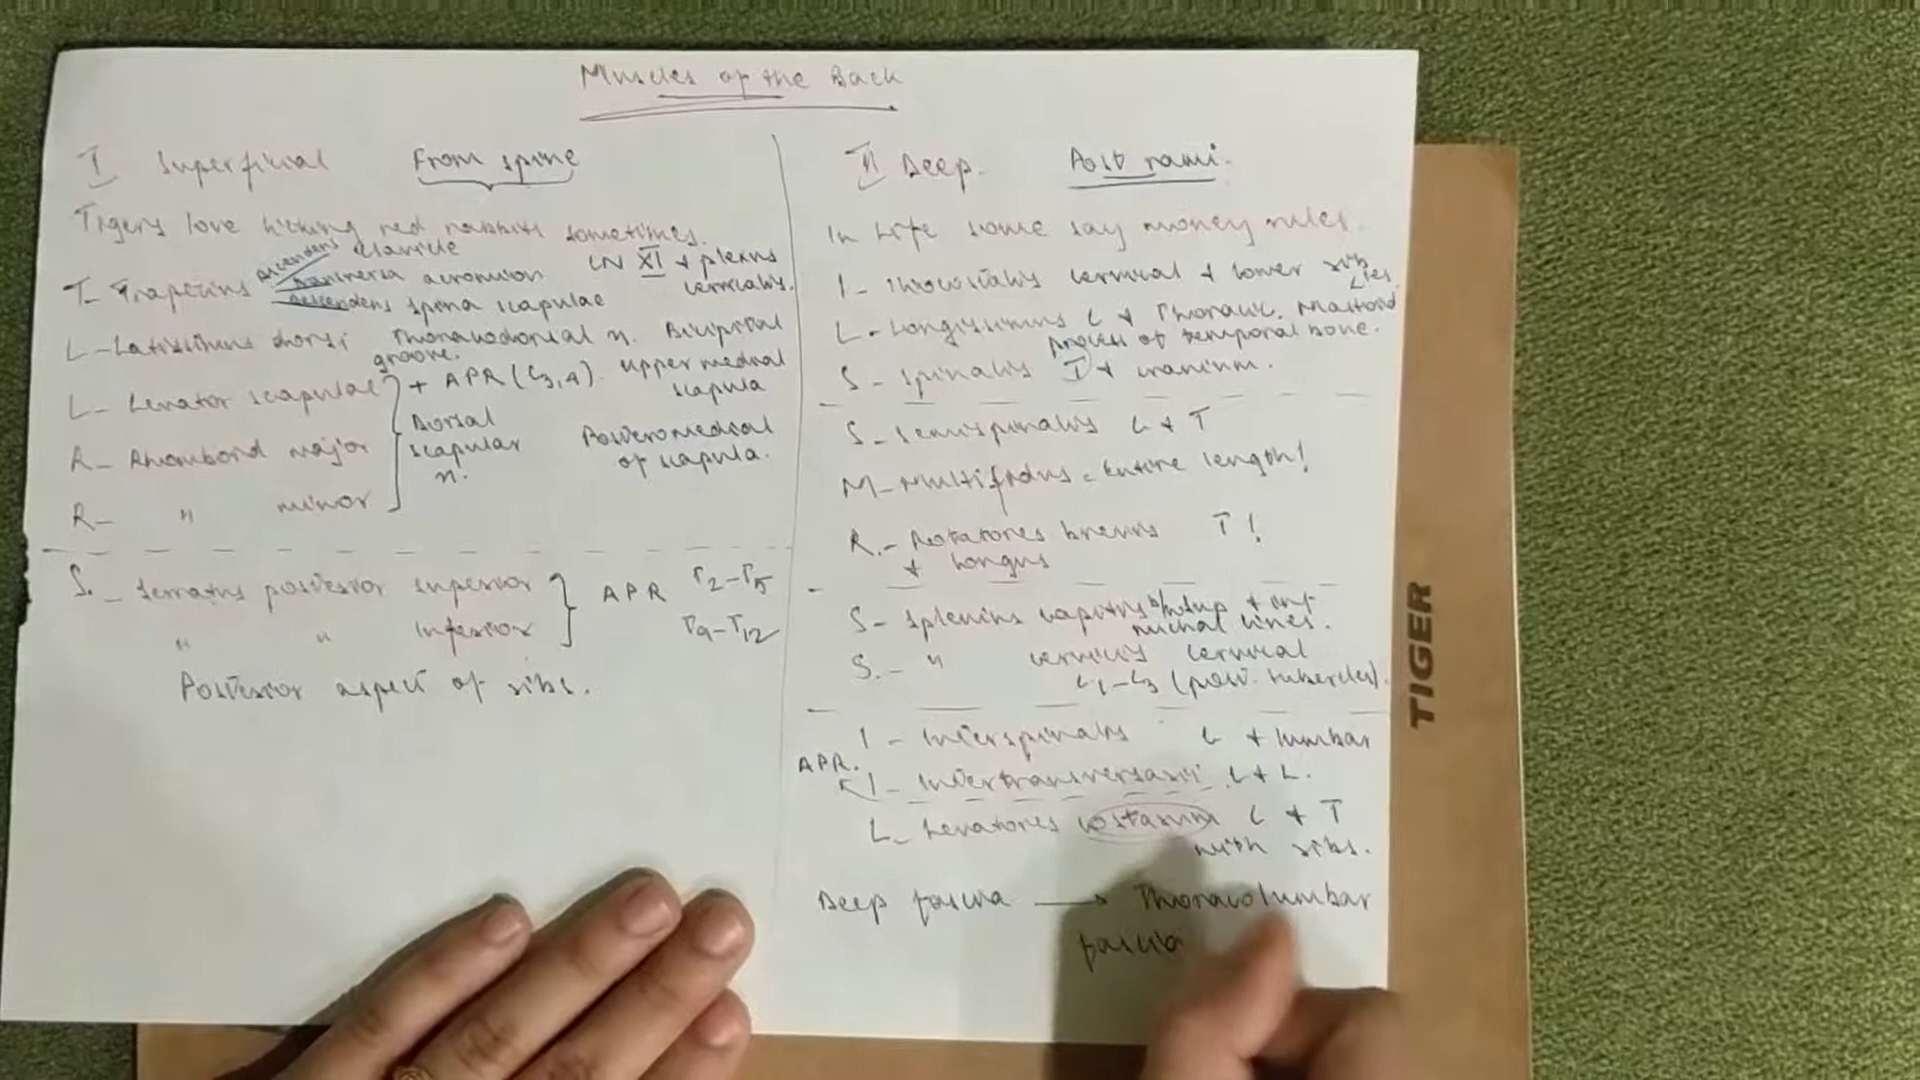 Muscles of the Back
I Superficial From spine
Tigers love kicking red rabbits sometimes.
T- Trapezius Ascendens clavicle
Transversa acromion
Descendens spina scapulae
CN XI + plexus
cervicalis.
L- Latissimus dorsi Thoracodorsal n. Bicipital
groove.
L- Levator scapulae + APR (C3,4). Upper medial
scapula
R- Rhomboid major Dorsal
scapular
n.
Posteromedial
of scapula.
R- " minor
S.- Serratus posterior superior APR T2-T5
" " Inferior T9-T12
Posterior aspect of ribs.
II Deep. Post rami.
In Life some say money rules.
I- Iliocostalis cervical + lower ribs
L- Longissimus C + Thoracic. Mastoid
process of temporal bone.
S- Spinalis T + cranium.
S- Semispinalis C + T
M- Multifidus = Entire length!
R.- Rotatores brevis T!
+ longus
S- Splenius capitis b/w sup + inf
nuchal lines.
S.- " cervicis cervical
C1-C3 (post. tubercles).
I- Interspinalis C + lumbar
APR.
I- Intertransversarii C + L.
L- Levatores costarum C + T
with ribs.
Deep fascia → Thoracolumbar
fascia
TIGER